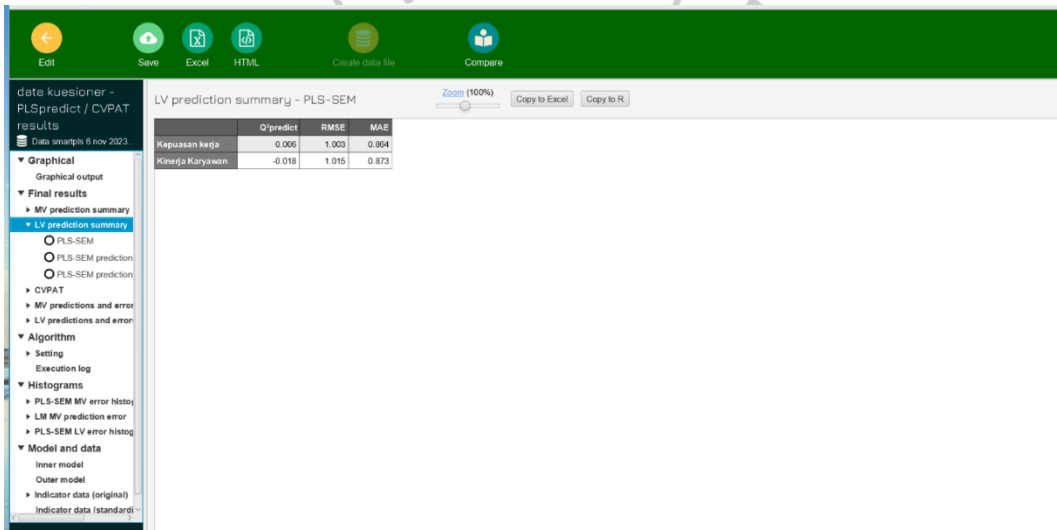 Edit
Save
Excel
HTML
Create data file
Compare
data kuesioner -
PLSpredict / CVPAT
results
Data smartpls 6 nov 2023...
▼ Graphical
Graphical output
▼ Final results
▸ MV prediction summary
▼ LV prediction summary
PLS-SEM
PLS-SEM prediction
PLS-SEM prediction
▸ CVPAT
▸ MV predictions and error
▸ LV predictions and error
▼ Algorithm
▸ Setting
Execution log
▼ Histograms
▸ PLS-SEM MV error histog
▸ LM MV prediction error
▸ PLS-SEM LV error histog
▼ Model and data
Inner model
Outer model
▸ Indicator data (original)
Indicator data (standardi
LV prediction summary - PLS-SEM
Zoom (100%)
Copy to Excel
Copy to R
Q²predict RMSE MAE
Kepuasan kerja 0.006 1.003 0.864
Kinerja Karyawan -0.018 1.015 0.873